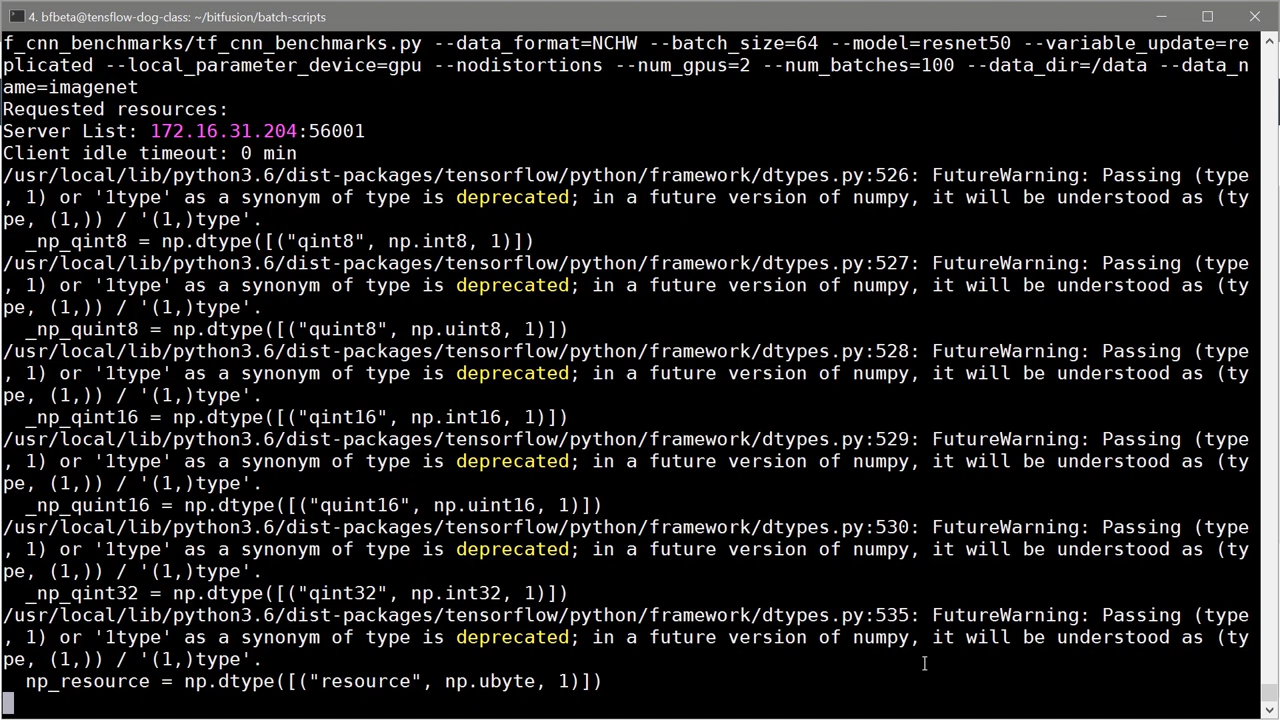 4. bfbeta@tensflow-dog-class: ~/bitfusion/batch-scripts
f_cnn_benchmarks/tf_cnn_benchmarks.py --data_format=NCHW --batch_size=64 --model=resnet50 --variable_update=re
plicated --local_parameter_device=gpu --nodistortions --num_gpus=2 --num_batches=100 --data_dir=/data --data_n
ame=imagenet
Requested resources:
Server List: 172.16.31.204:56001
Client idle timeout: 0 min
/usr/local/lib/python3.6/dist-packages/tensorflow/python/framework/dtypes.py:526: FutureWarning: Passing (type
, 1) or '1type' as a synonym of type is deprecated; in a future version of numpy, it will be understood as (ty
pe, (1,)) / '(1,)type'.
  _np_qint8 = np.dtype([("qint8", np.int8, 1)])
/usr/local/lib/python3.6/dist-packages/tensorflow/python/framework/dtypes.py:527: FutureWarning: Passing (type
, 1) or '1type' as a synonym of type is deprecated; in a future version of numpy, it will be understood as (ty
pe, (1,)) / '(1,)type'.
  _np_quint8 = np.dtype([("quint8", np.uint8, 1)])
/usr/local/lib/python3.6/dist-packages/tensorflow/python/framework/dtypes.py:528: FutureWarning: Passing (type
, 1) or '1type' as a synonym of type is deprecated; in a future version of numpy, it will be understood as (ty
pe, (1,)) / '(1,)type'.
  _np_qint16 = np.dtype([("qint16", np.int16, 1)])
/usr/local/lib/python3.6/dist-packages/tensorflow/python/framework/dtypes.py:529: FutureWarning: Passing (type
, 1) or '1type' as a synonym of type is deprecated; in a future version of numpy, it will be understood as (ty
pe, (1,)) / '(1,)type'.
  _np_quint16 = np.dtype([("quint16", np.uint16, 1)])
/usr/local/lib/python3.6/dist-packages/tensorflow/python/framework/dtypes.py:530: FutureWarning: Passing (type
, 1) or '1type' as a synonym of type is deprecated; in a future version of numpy, it will be understood as (ty
pe, (1,)) / '(1,)type'.
  _np_qint32 = np.dtype([("qint32", np.int32, 1)])
/usr/local/lib/python3.6/dist-packages/tensorflow/python/framework/dtypes.py:535: FutureWarning: Passing (type
, 1) or '1type' as a synonym of type is deprecated; in a future version of numpy, it will be understood as (ty
pe, (1,)) / '(1,)type'.
  np_resource = np.dtype([("resource", np.ubyte, 1)])